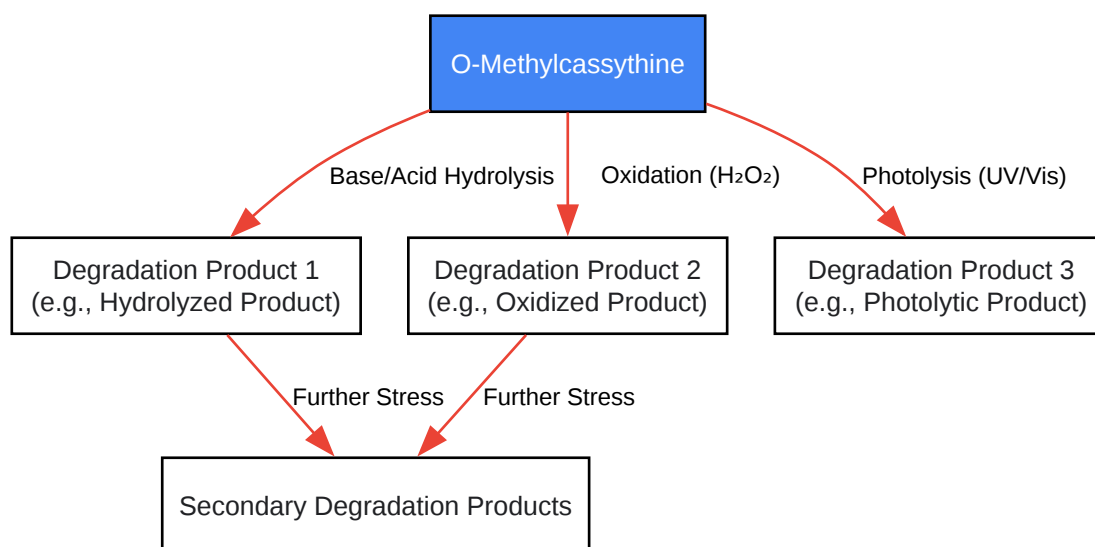 O-Methylcassythine
Base/Acid Hydrolysis
Oxidation (H₂O₂)
Photolysis (UV/Vis)
Degradation Product 1
(e.g., Hydrolyzed Product)
Degradation Product 2
(e.g., Oxidized Product)
Degradation Product 3
(e.g., Photolytic Product)
Further Stress
Further Stress
Secondary Degradation Products